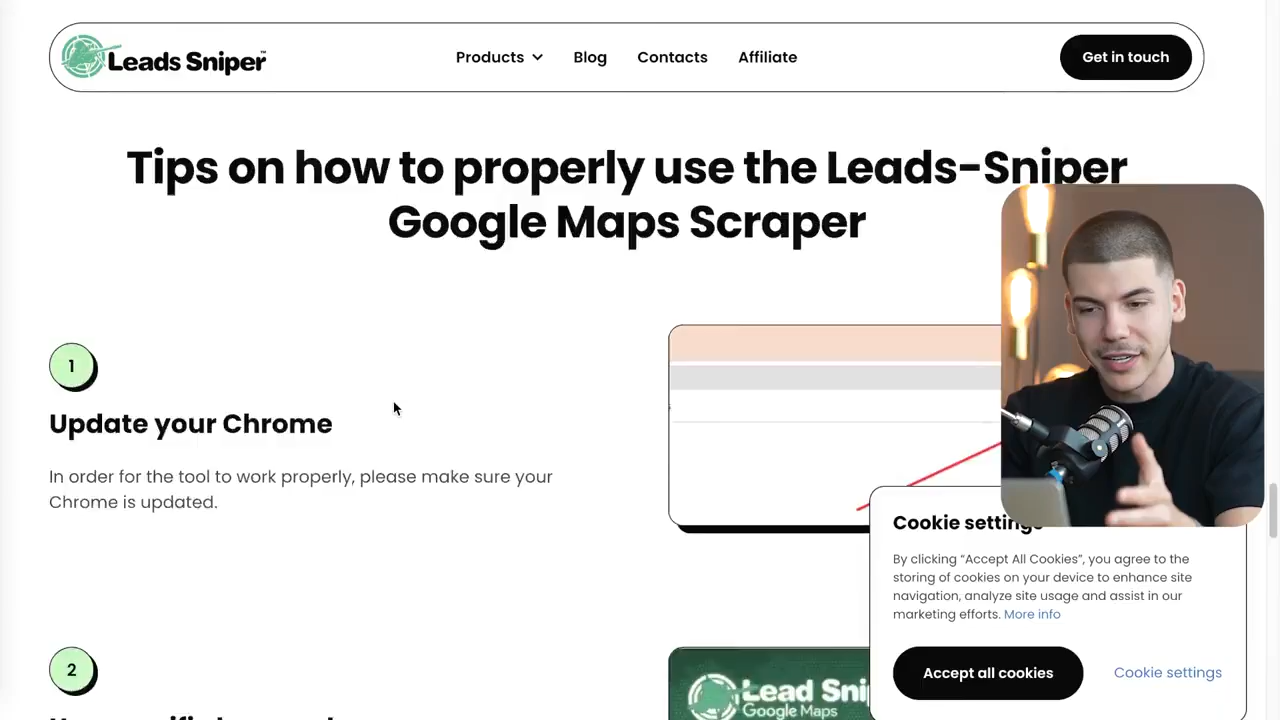 Leads Sniper™
Products
Blog
Contacts
Affiliate
Get in touch
Tips on how to properly use the Leads-Sniper
Google Maps Scraper
1
Update your Chrome
In order for the tool to work properly, please make sure your
Chrome is updated.
Cookie settings
By clicking “Accept All Cookies”, you agree to the
storing of cookies on your device to enhance site
navigation, analyze site usage and assist in our
marketing efforts. More info
Accept all cookies
Cookie settings
2
Lead Sni
Google Maps